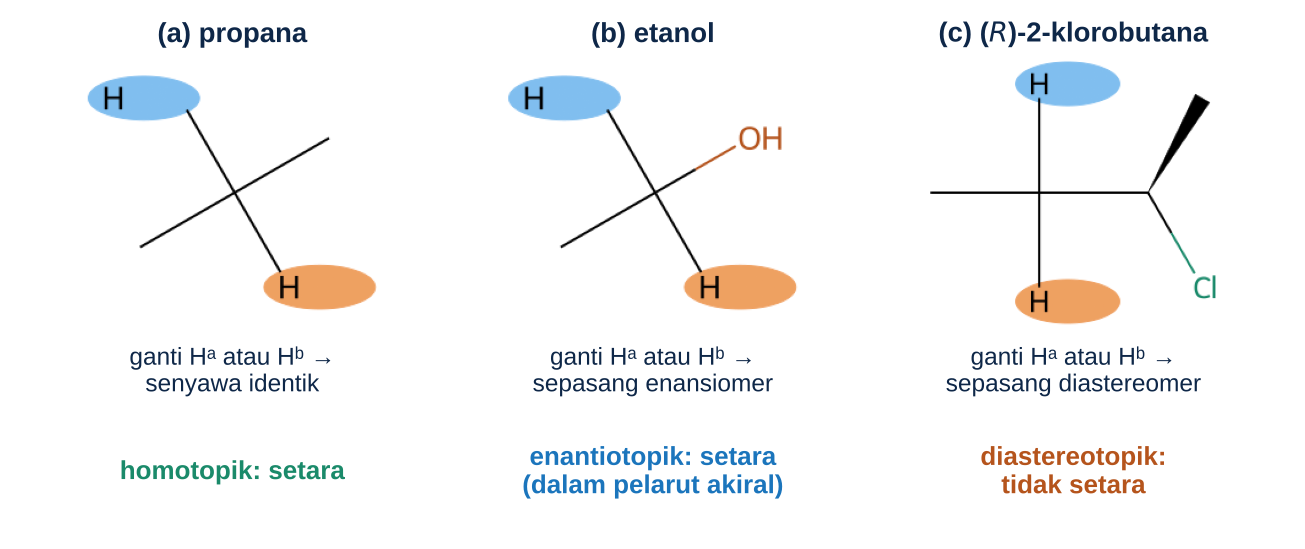 (a) propana
H
H
ganti Hᵃ atau Hᵇ →
senyawa identik
homotopik: setara
(b) etanol
H
OH
H
ganti Hᵃ atau Hᵇ →
sepasang enansiomer
enantiotopik: setara
(dalam pelarut akiral)
(c) (R)-2-klorobutana
H
Cl
H
ganti Hᵃ atau Hᵇ →
sepasang diastereomer
diastereotopik:
tidak setara